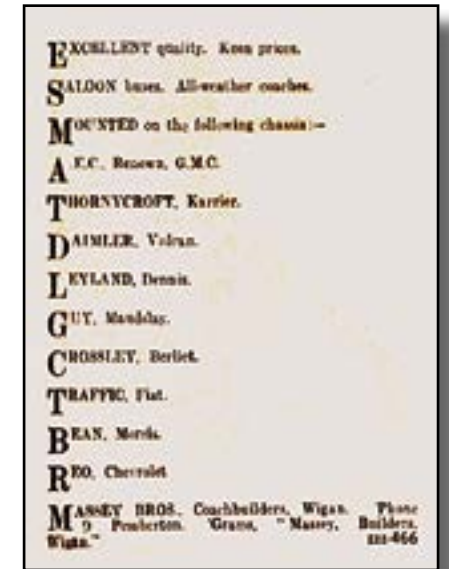 EXCELLENT quality. Keen prices.
SALOON buses. All-weather coaches.
MOUNTED on the following chassis:—
A.E.C., Renown, G.M.C.
THORNYCROFT, Karrier.
DAIMLER, Vulcan.
LEYLAND, Dennis.
GUY, Maudslay.
CROSSLEY, Berliet.
TRAFFIC, Fiat.
BEAN, Morris.
REO, Chevrolet
MASSEY BROS., Coachbuilders, Wigan. Phone
9 Pemberton. 'Grams, "Massey, Builders,
Wigan." 466